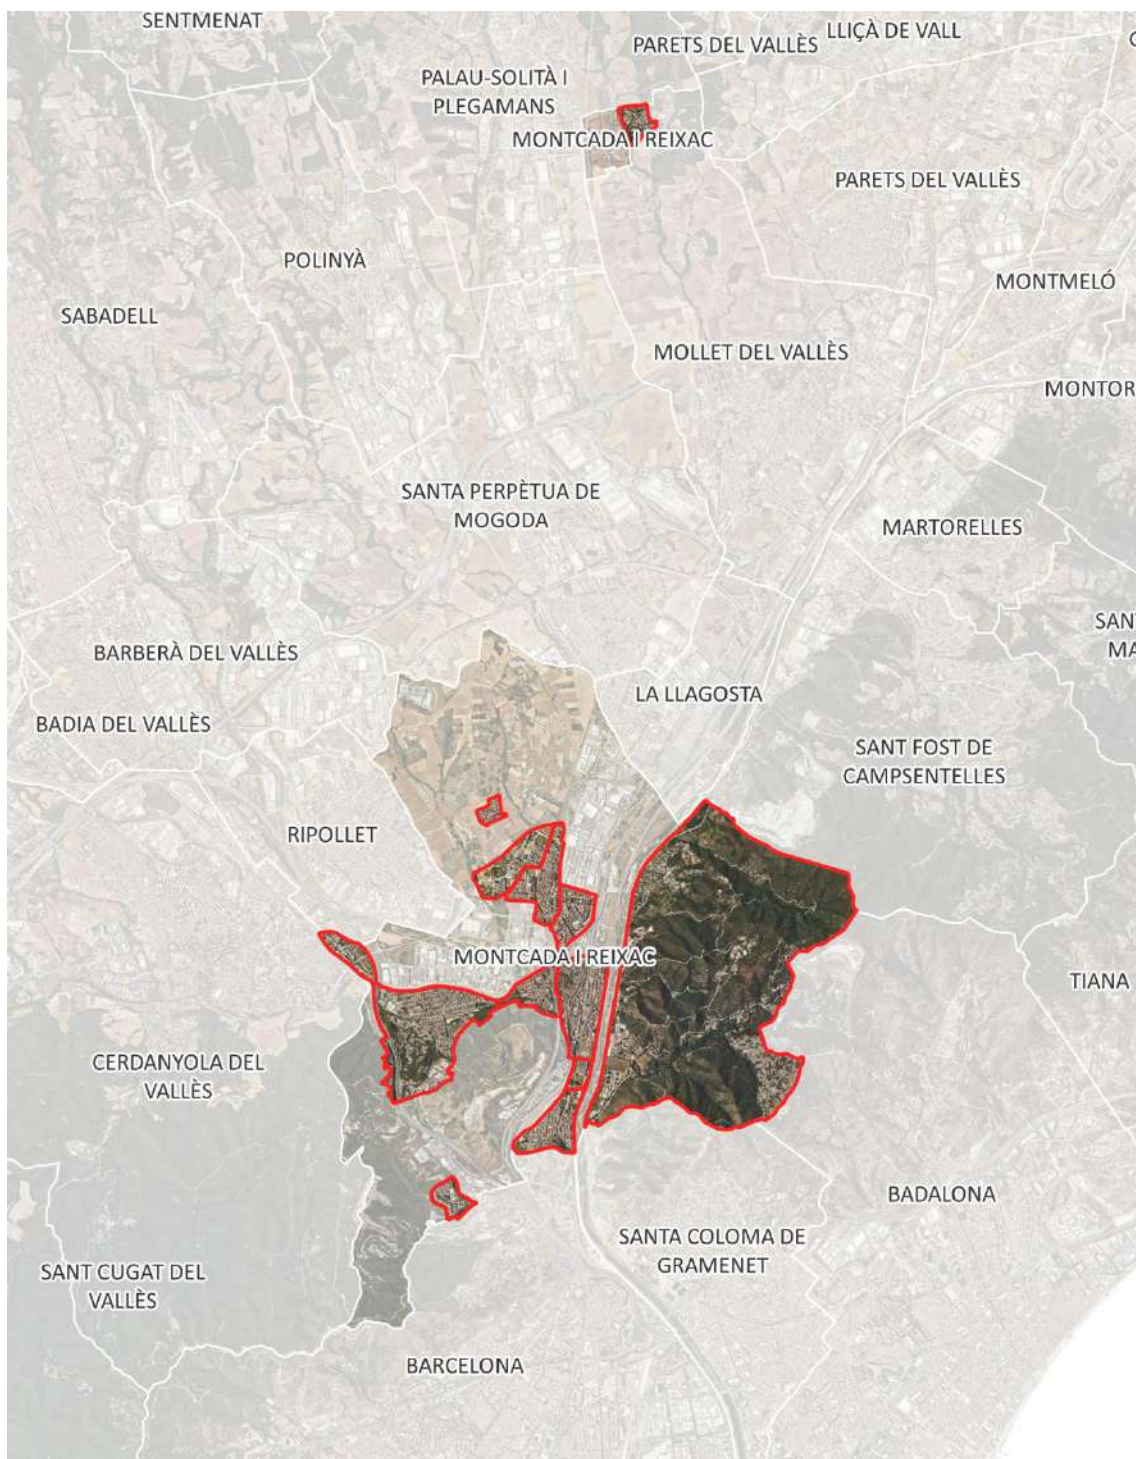 SENTMENAT
LLIÇÀ DE VALL
PARETS DEL VALLÈS
PALAU-SOLITÀ I
PLEGAMANS
MONTCADA I REIXAC
PARETS DEL VALLÈS
POLINYÀ
MONTMELÓ
SABADELL
MOLLET DEL VALLÈS
MONTOR
SANTA PERPÈTUA DE
MOGODA
MARTORELLES
SANT
MA
BARBERÀ DEL VALLÈS
LA LLAGOSTA
BADIA DEL VALLÈS
SANT FOST DE
CAMPSENTELLES
RIPOLLET
MONTCADA I REIXAC
TIANA
CERDANYOLA DEL
VALLÈS
BADALONA
SANTA COLOMA DE
GRAMENET
SANT CUGAT DEL
VALLÈS
BARCELONA